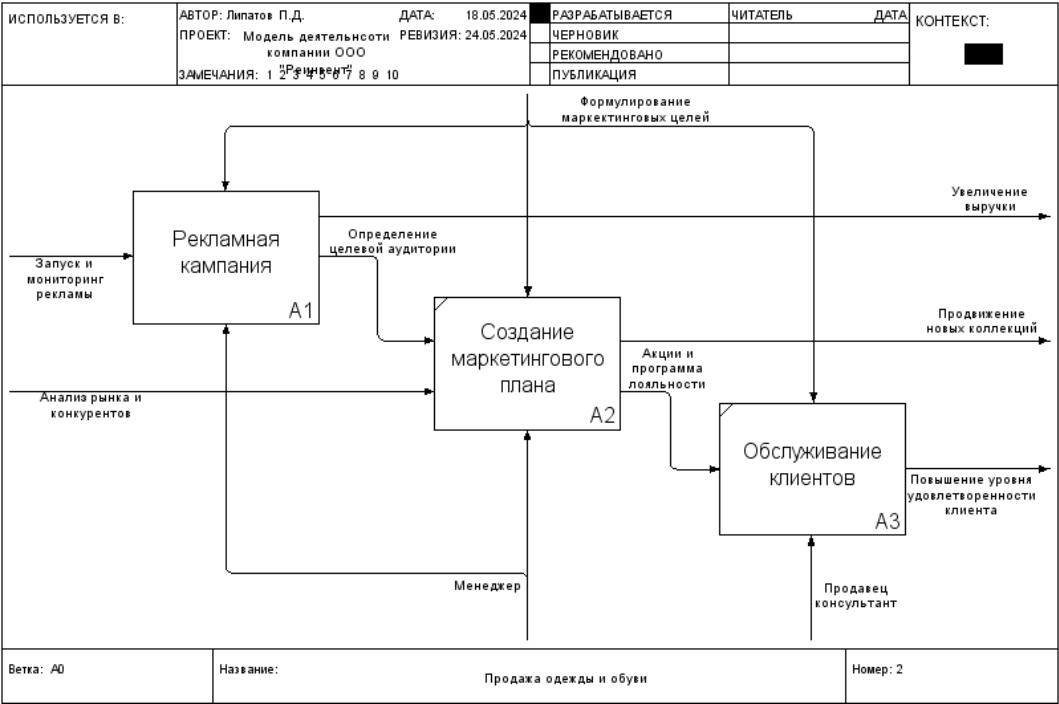 ИСПОЛЬЗУЕТСЯ В:
АВТОР: Липатов П.Д.
ДАТА: 18.05.2024
ПРОЕКТ: Модель деятельнсоти
компании ООО
"Реинвент"
РЕВИЗИЯ: 24.05.2024
ЗАМЕЧАНИЯ: 1 2 3 4 5 6 7 8 9 10
РАЗРАБАТЫВАЕТСЯ
ЧЕРНОВИК
РЕКОМЕНДОВАНО
ПУБЛИКАЦИЯ
ЧИТАТЕЛЬ ДАТА
КОНТЕКСТ:
Формулирование
маркектинговых целей
Увеличение
выручки
Рекламная
кампания
A1
Определение
целевой аудитории
Запуск и
мониторинг
рекламы
Создание
маркетингового
плана
A2
Продвижение
новых коллекций
Акции и
программа
лояльности
Анализ рынка и
конкурентов
Обслуживание
клиентов
A3
Повышение уровня
удовлетворенности
клиента
Менеджер
Продавец
консультант
Ветка: A0
Название:
Продажа одежды и обуви
Номер: 2